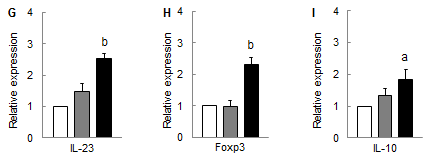 G
Relative expression
4
3
2
1
0
b
IL-23
H
Relative expression
4
3
2
1
0
b
Foxp3
I
Relative expression
4
3
2
1
0
a
IL-10